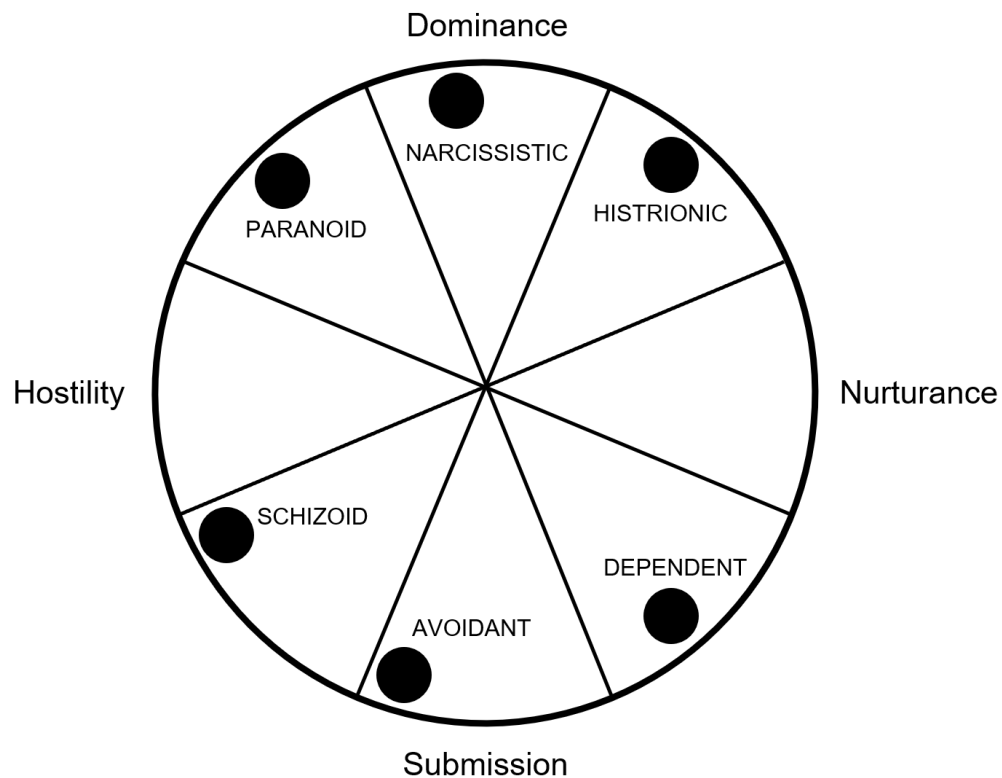 Dominance
NARCISSISTIC
HISTRIONIC
PARANOID
Hostility
Nurturance
SCHIZOID
DEPENDENT
AVOIDANT
Submission